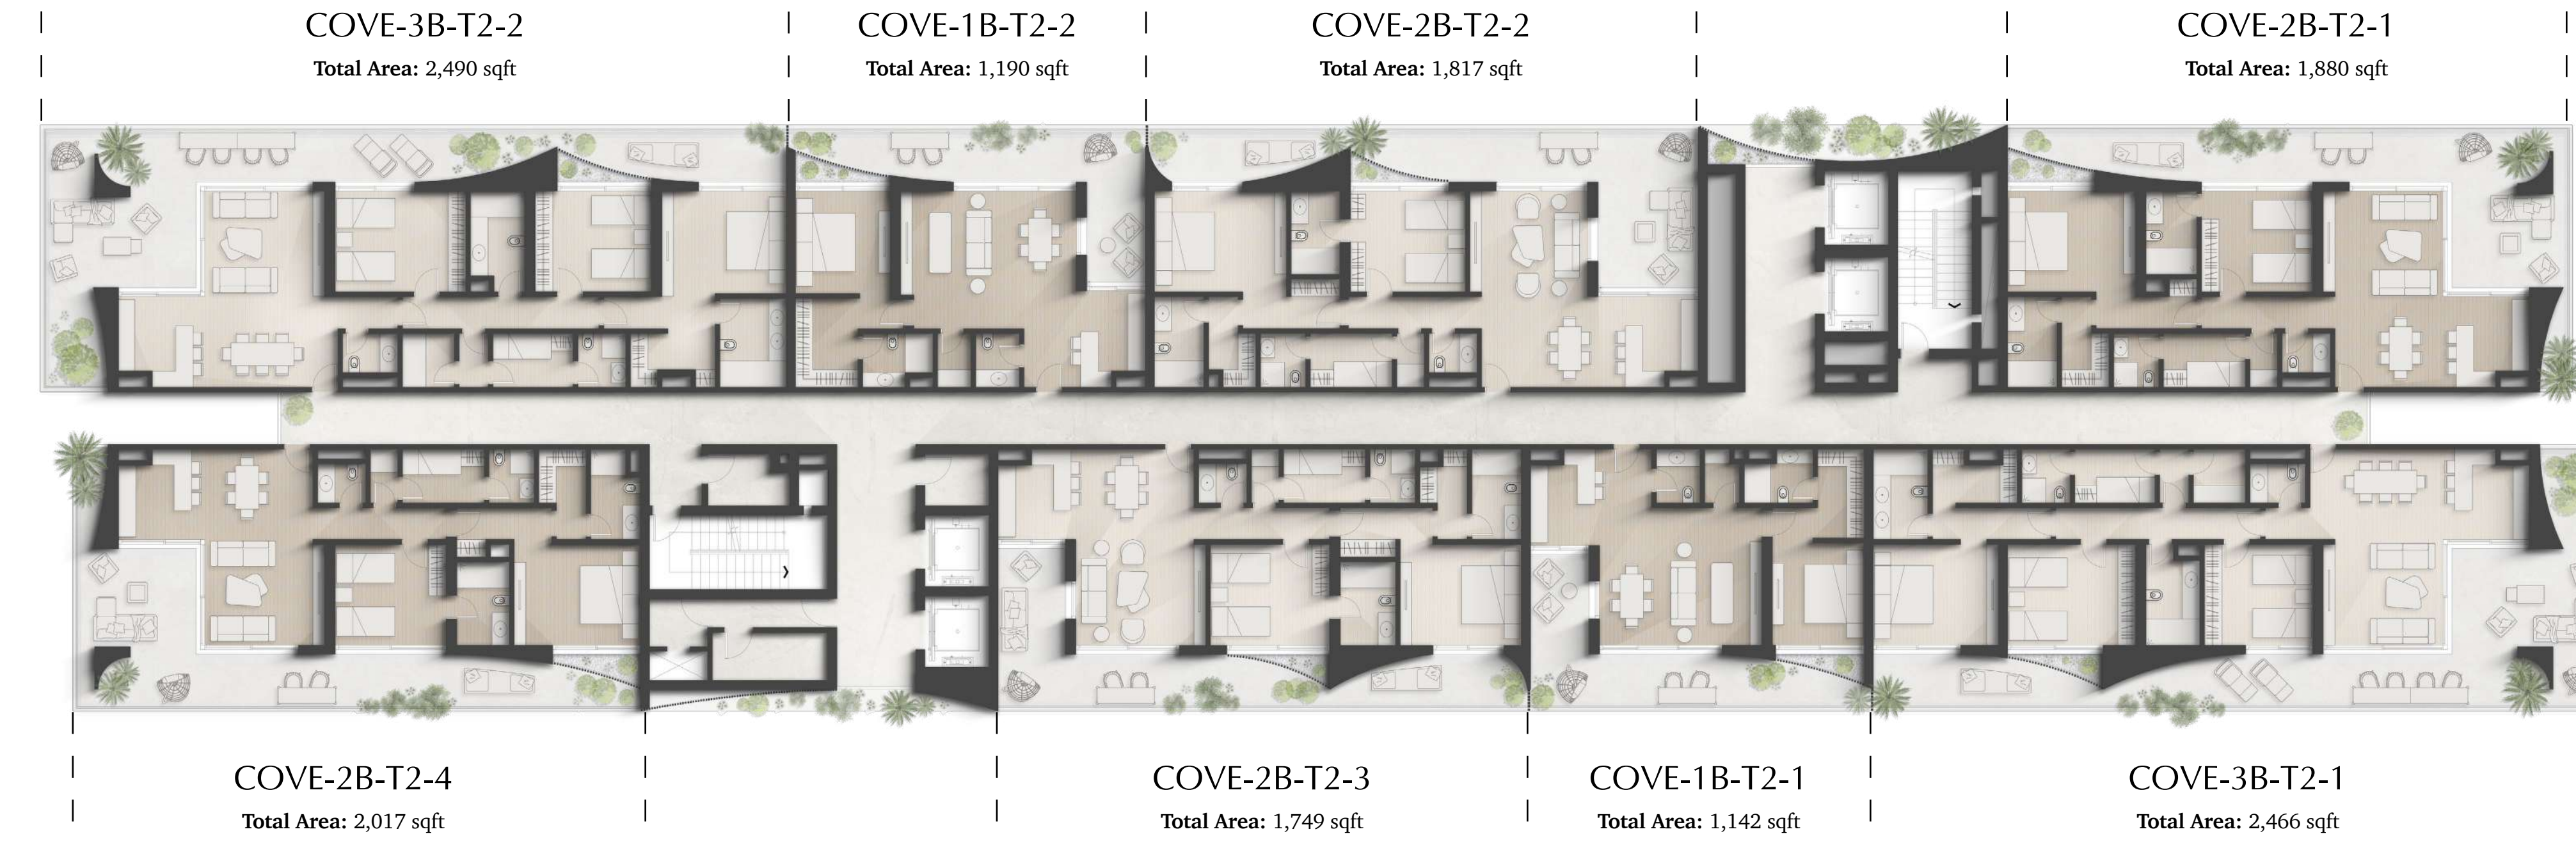 COVE-3B-T2-2
Total Area: 2,490 sqft
COVE-1B-T2-2
Total Area: 1,190 sqft
COVE-2B-T2-2
Total Area: 1,817 sqft
COVE-2B-T2-1
Total Area: 1,880 sqft
COVE-2B-T2-4
Total Area: 2,017 sqft
COVE-2B-T2-3
Total Area: 1,749 sqft
COVE-1B-T2-1
Total Area: 1,142 sqft
COVE-3B-T2-1
Total Area: 2,466 sqft